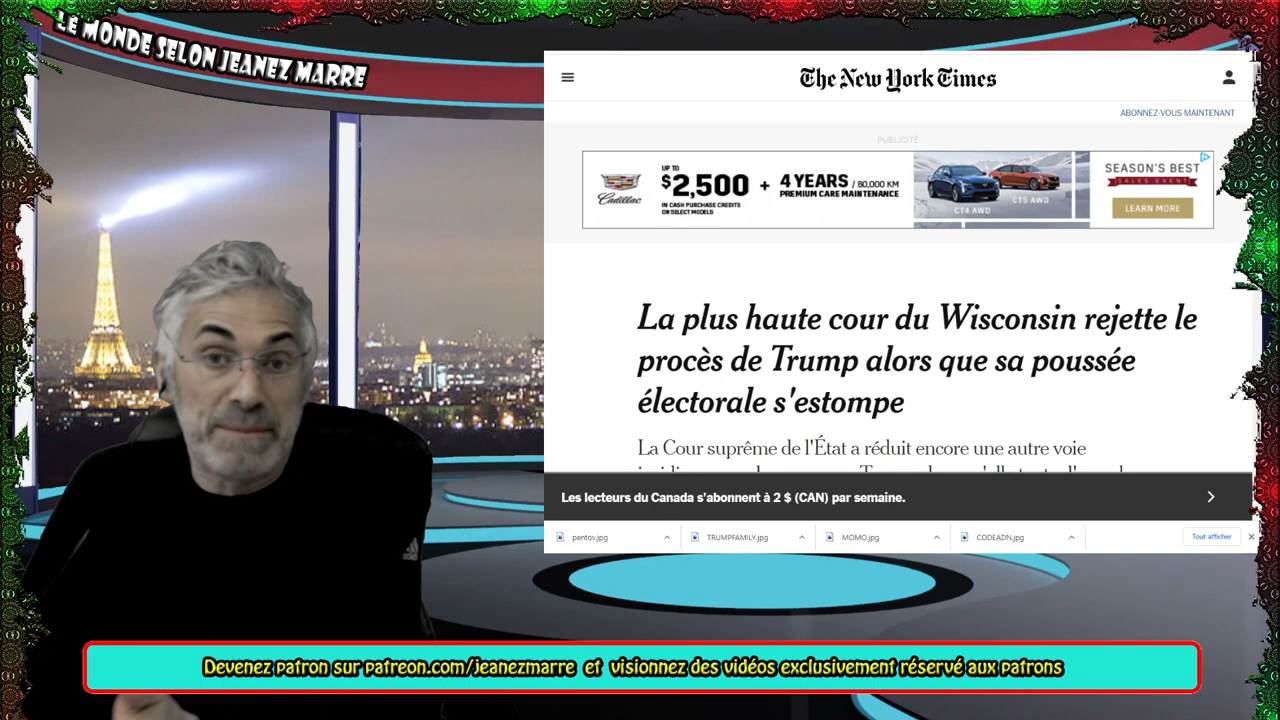 LE MONDE SELON JEANEZ MARRE
The New York Times
ABONNEZ-VOUS MAINTENANT
PUBLICITÉ
Cadillac
UP TO
$2,500
IN CASH PURCHASE CREDITS
ON SELECT MODELS
+
4 YEARS / 80,000 KM
PREMIUM CARE MAINTENANCE
CT4 AWD
CT5 AWD
SEASON'S BEST
SALES EVENT
LEARN MORE
La plus haute cour du Wisconsin rejette le
procès de Trump alors que sa poussée
électorale s'estompe
La Cour suprême de l'État a réduit encore une autre voie
Les lecteurs du Canada s'abonnent à 2 $ (CAN) par semaine.
pentov.jpg
TRUMPFAMILY.jpg
MOMO.jpg
CODEADN.jpg
Tout afficher
Devenez patron sur patreon.com/jeanezmarre et visionnez des vidéos exclusivement réservé aux patrons